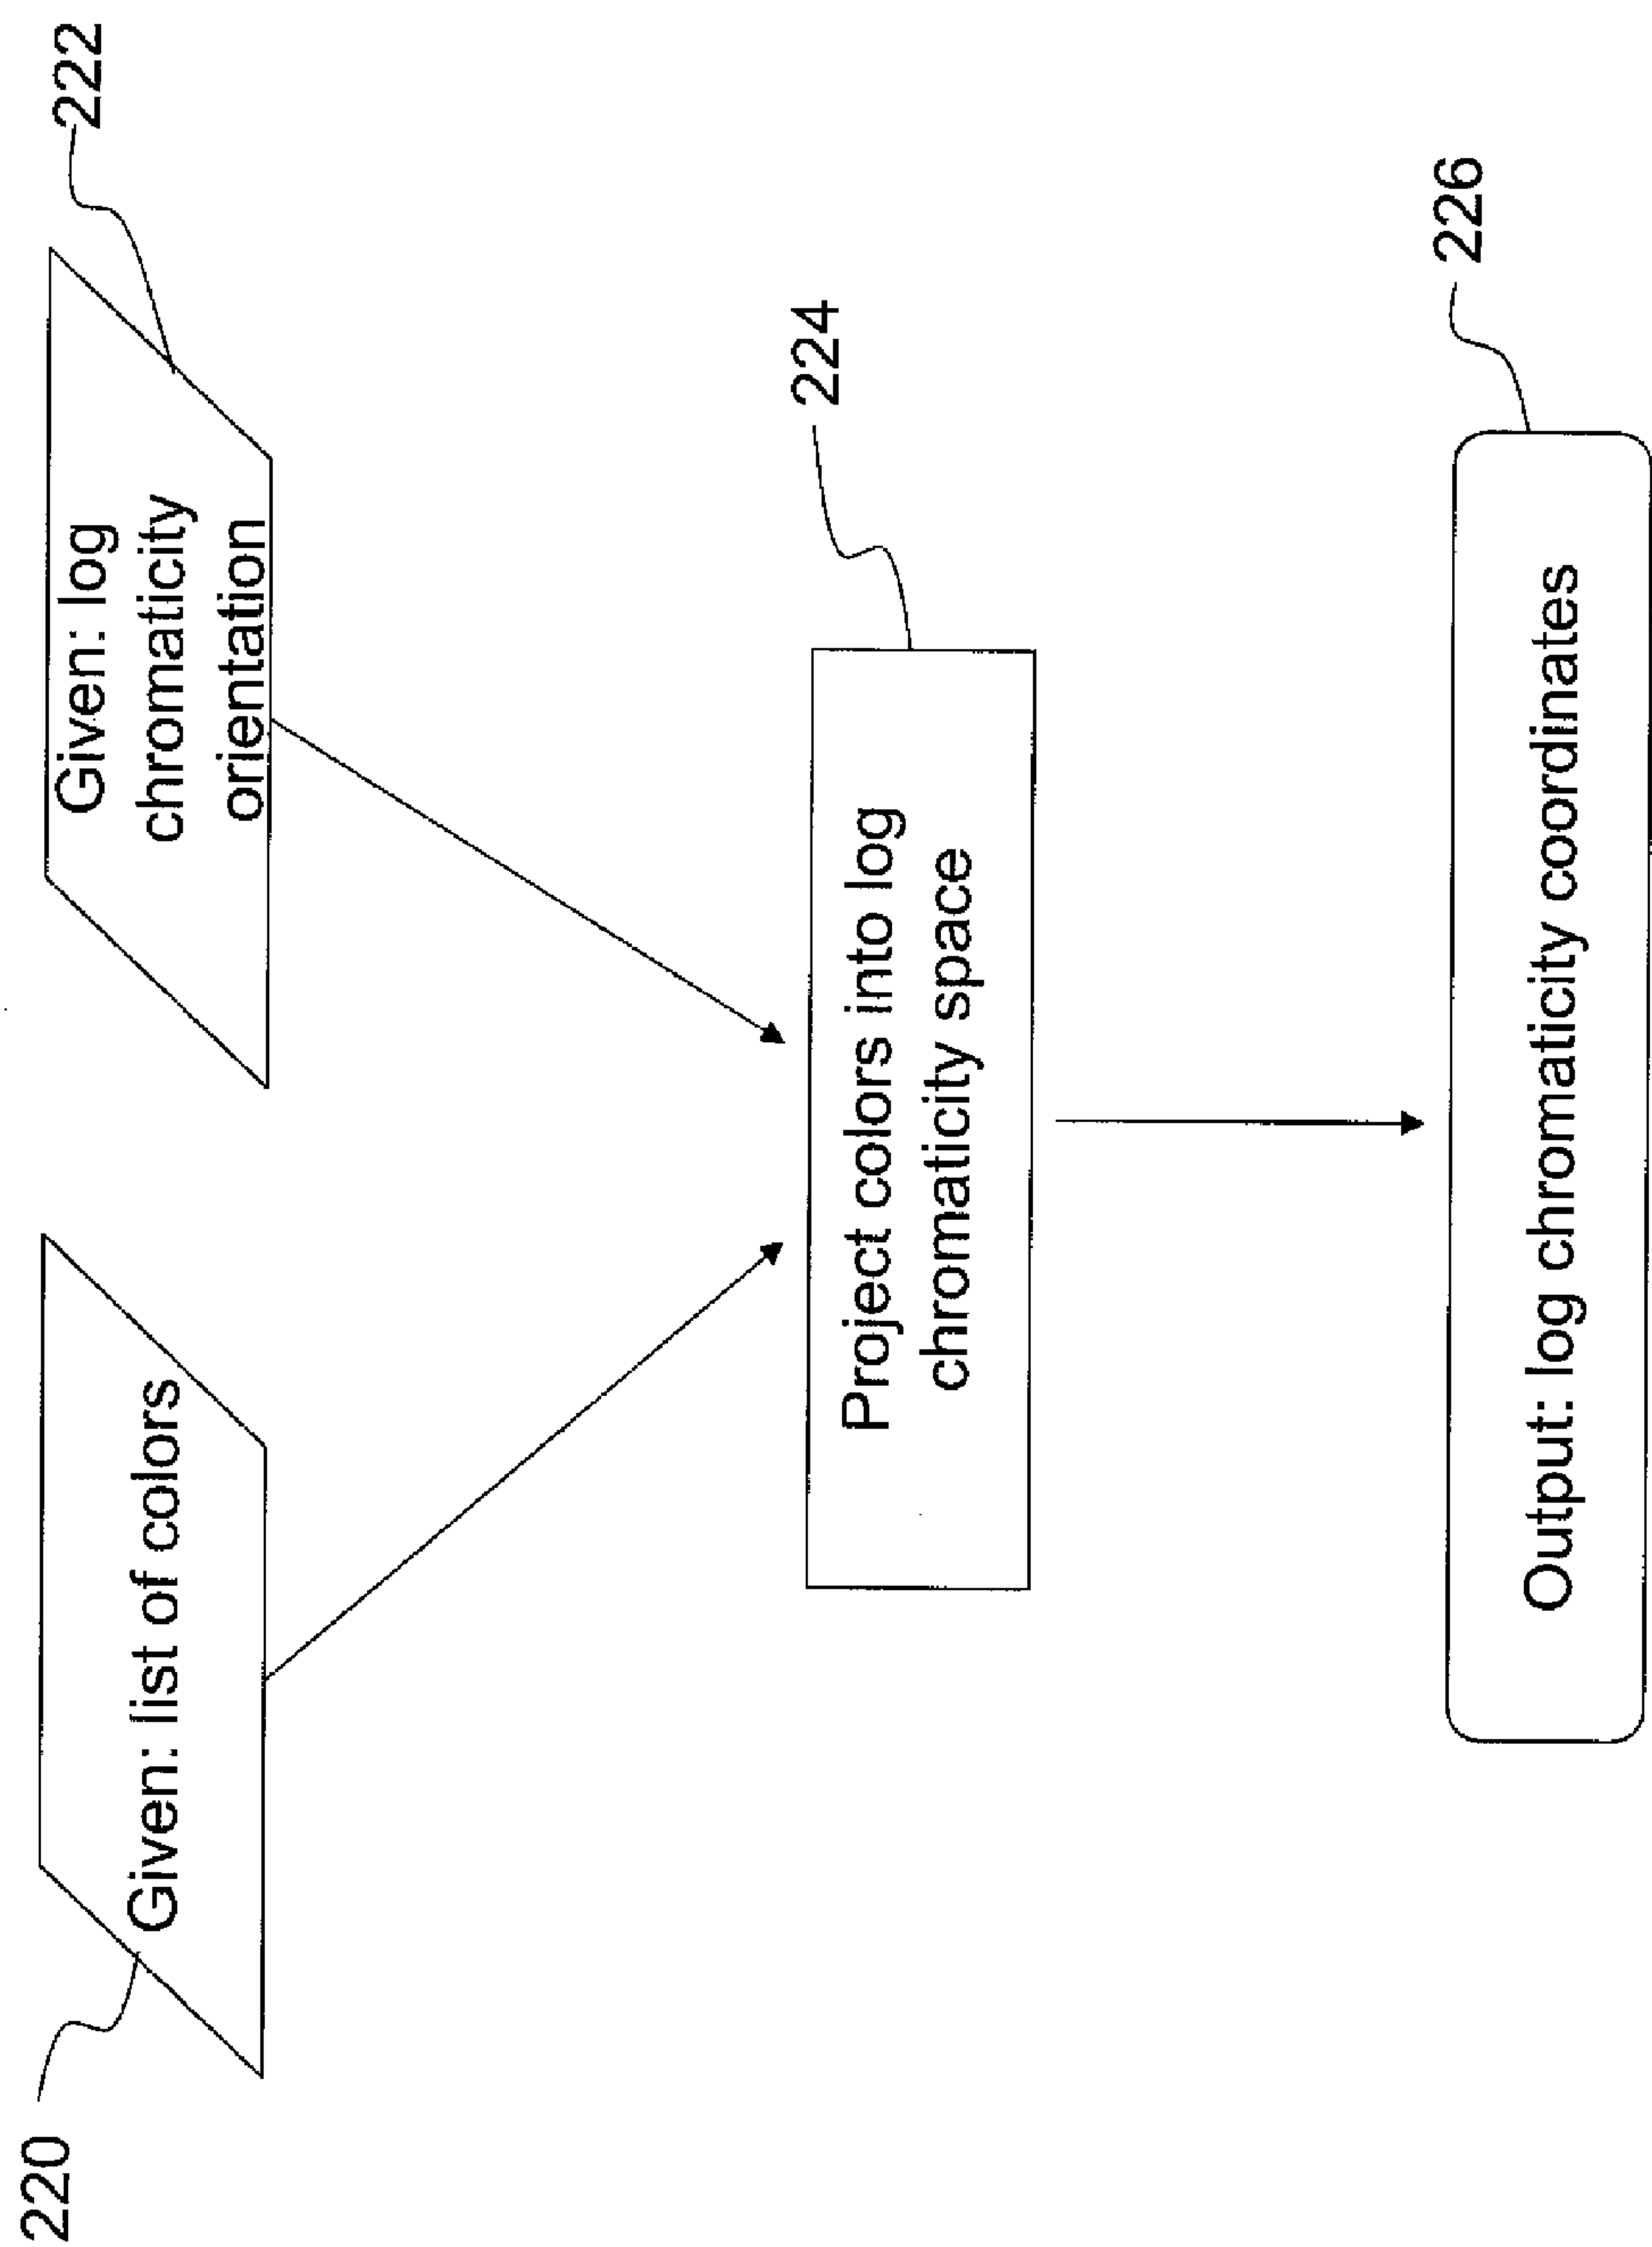 220
Given: list of colors
Given: log
chromaticity
orientation
222
Project colors into log
chromaticity space
224
Output: log chromaticity coordinates
226